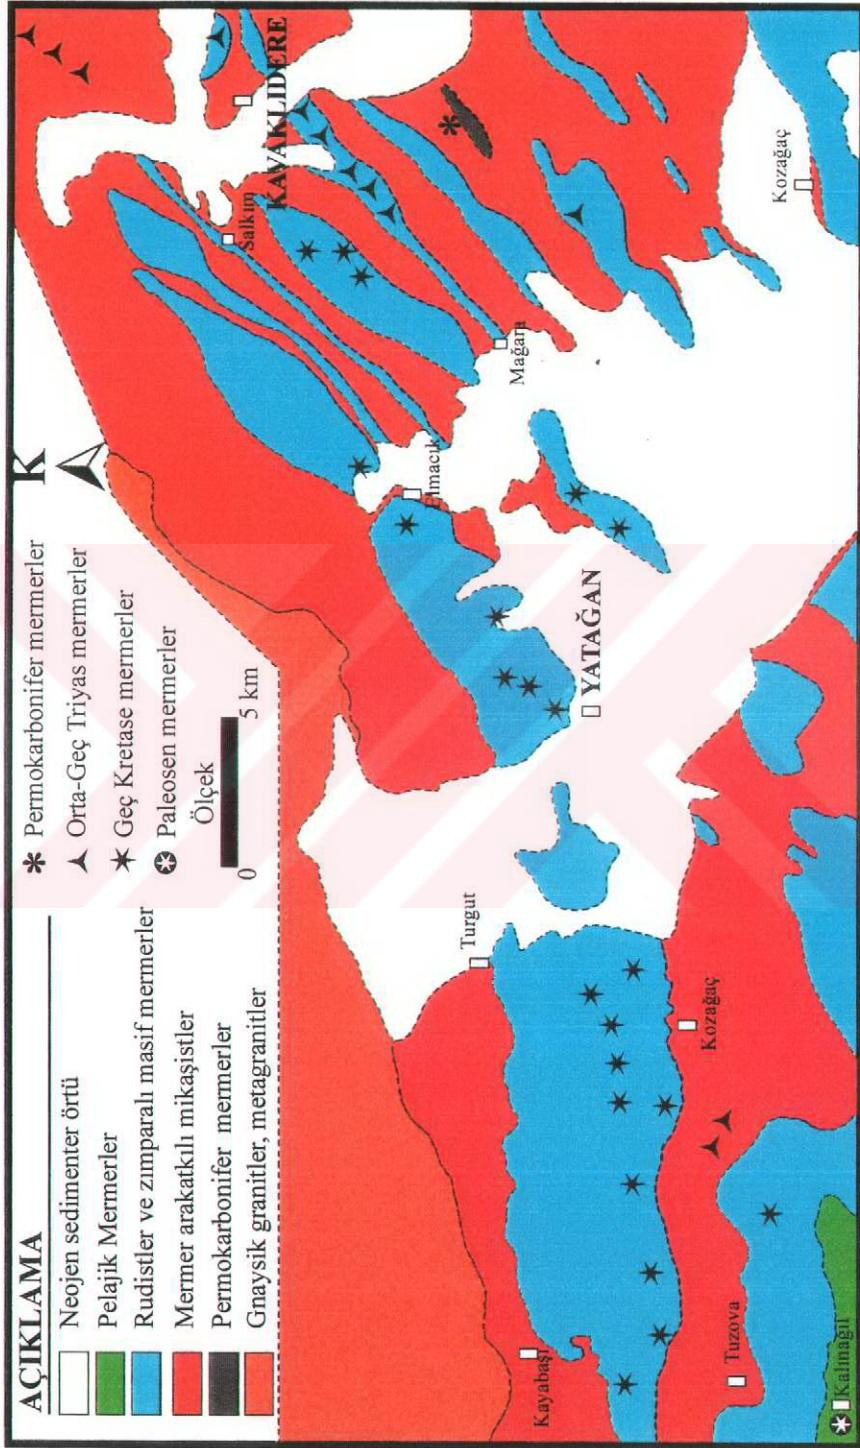 AÇIKLAMA
Neojen sedimenter örtü
Pelajik Mermerler
Rudistler ve zımparalı masif mermerler
Mermer arakatkılı mikaşistler
Permokarbonifer mermerler
Gnaysik granitler, metagranitler
Permokarbonifer mermerler
Orta-Geç Triyas mermerler
Geç Kretase mermerler
Paleosen mermerler
Ölçek
0 5 km
K
KAVAKLIDERE
Salkım
Elmacık
Mağara
Kozağaç
YATAĞAN
Turgut
Kozağaç
Kayabaşı
Tuzova
Kalınağıl